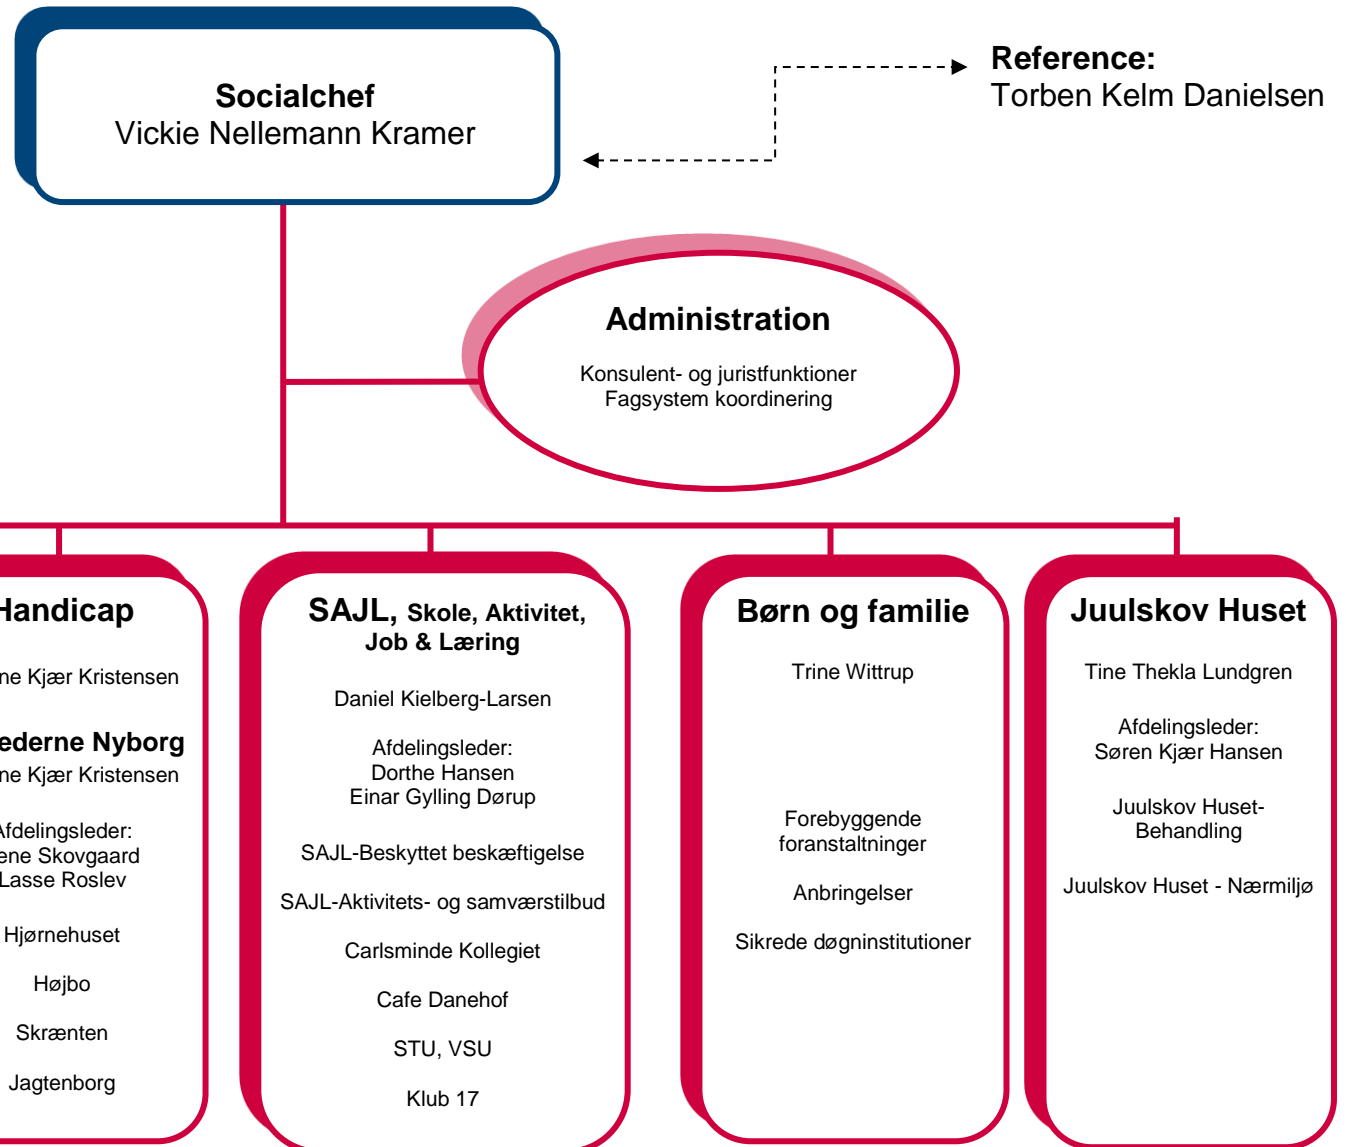 Socialchef
Vickie Nellemann Kramer
Reference:
Torben Kelm Danielsen
Administration
Konsulent- og juristfunktioner
Fagsystem koordinering
Handicap
Kjær Kristensen
Nyborg
Kjær Kristensen
Afdelingsleder:
Skovgaard
Lasse Roslev
Hjørnehuset
Højbo
Skrænten
Jagtenborg
SAJL, Skole, Aktivitet,
Job & Læring
Daniel Kielberg-Larsen
Afdelingsleder:
Dorthe Hansen
Einar Gylling Dørup
SAJL-Beskyttet beskæftigelse
SAJL-Aktivitets- og samværstilbud
Carlsminde Kollegiet
Cafe Danehof
STU, VSU
Klub 17
Børn og familie
Trine Wittrup
Forebyggende
foranstaltninger
Anbringelser
Sikrede døgninstitutioner
Juulskov Huset
Tine Thekla Lundgren
Afdelingsleder:
Søren Kjær Hansen
Juulskov Huset-
Behandling
Juulskov Huset - Nærmiljø